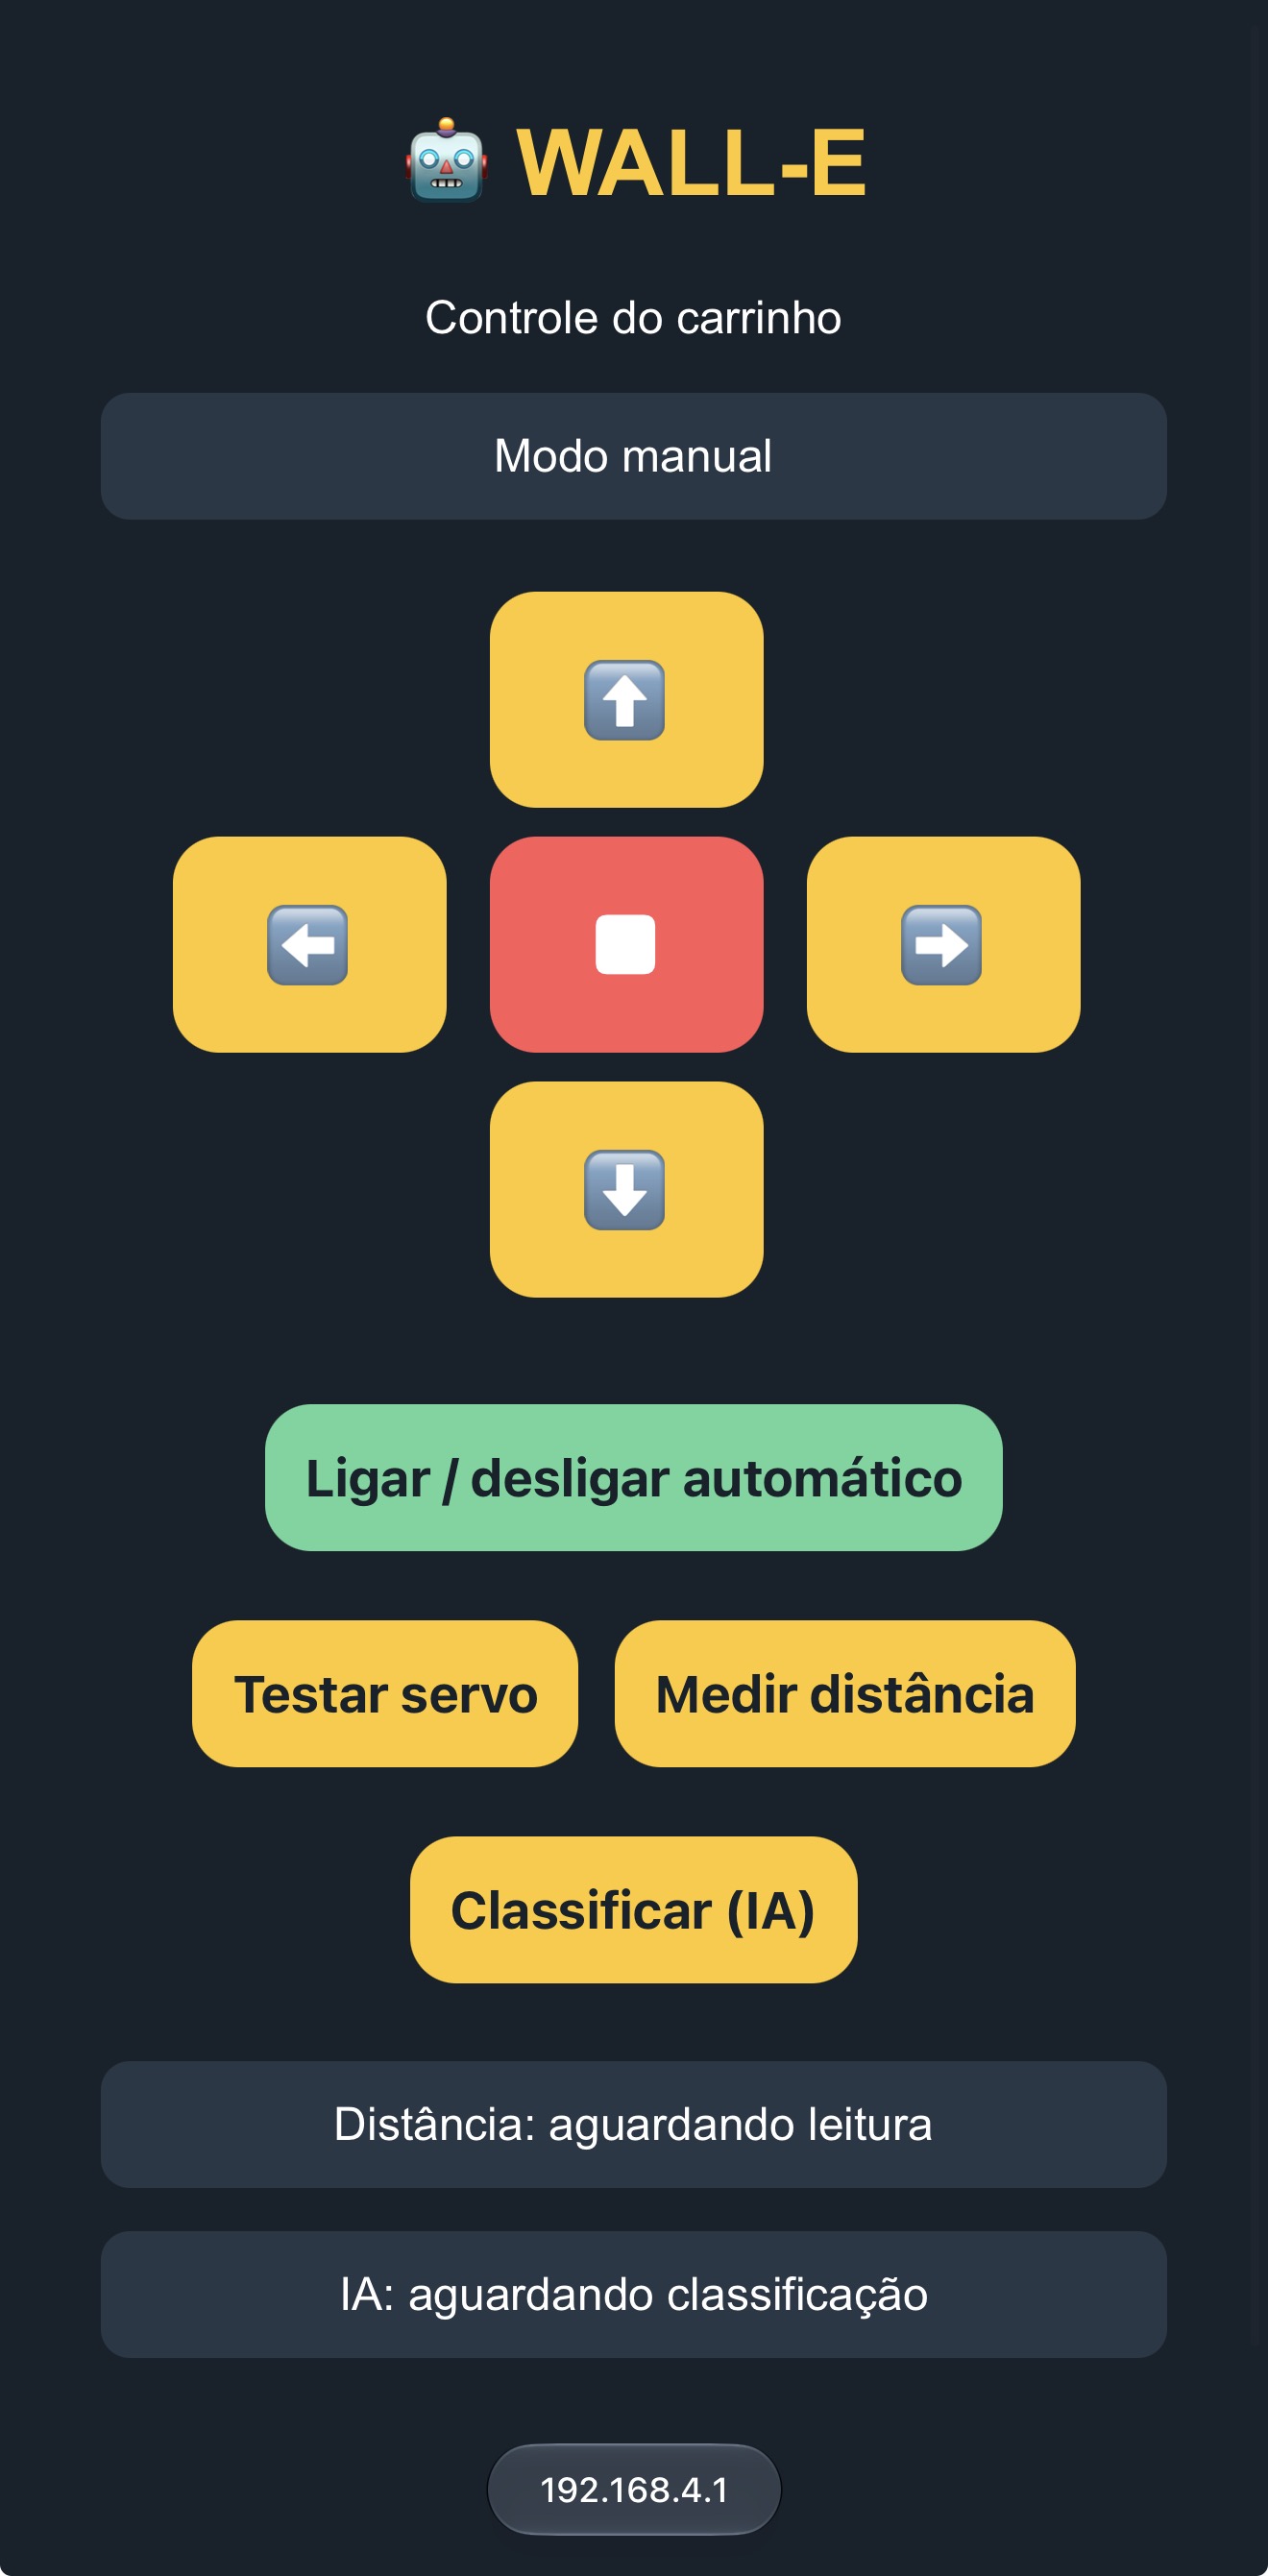 WALL-E
Controle do carrinho
Modo manual
Ligar / desligar automático
Testar servo
Medir distância
Classificar (IA)
Distância: aguardando leitura
IA: aguardando classificação
192.168.4.1